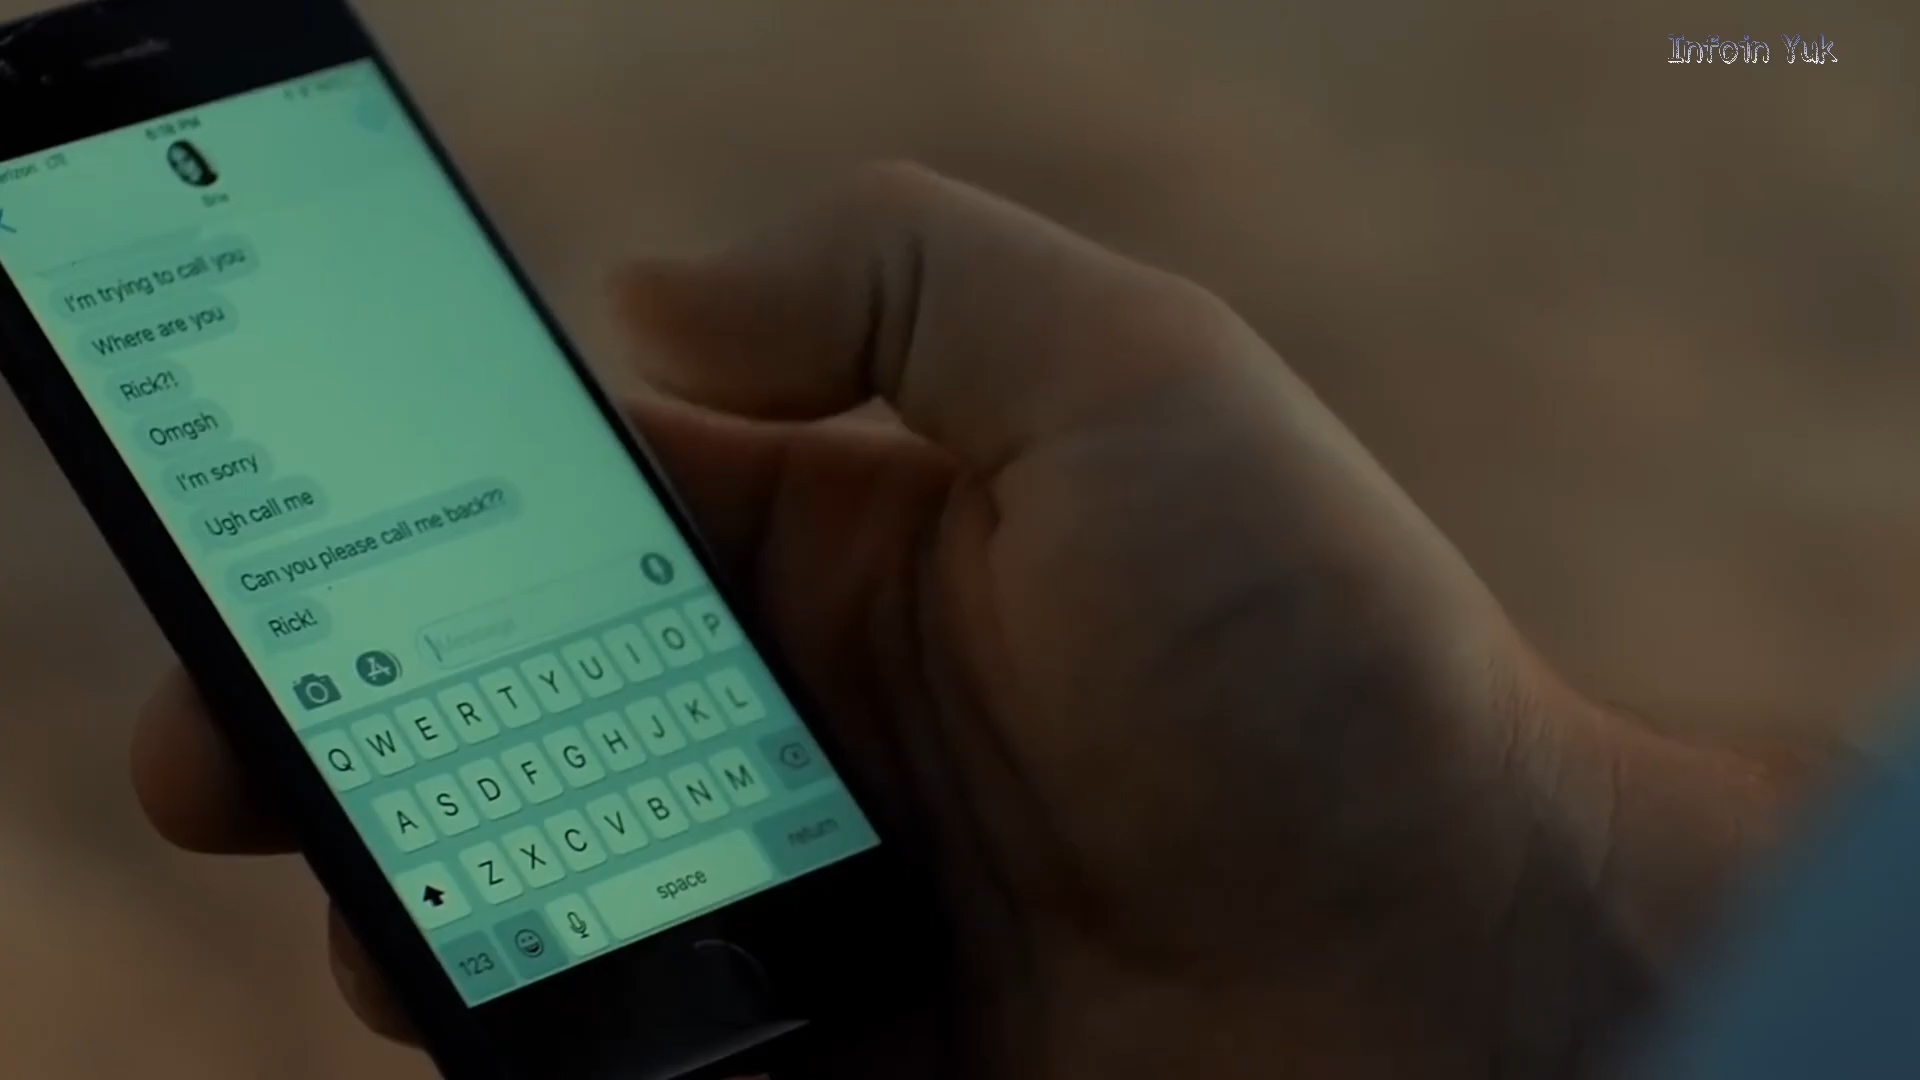 Infoin Yuk
LTE
I'm trying to call you
Where are you
Rick?!
Omgsh
I'm sorry
Ugh call me
Can you please call me back??
Rick!
Q W E R T Y U I O P
A S D F G H J K L
Z X C V B N M
123
space
return